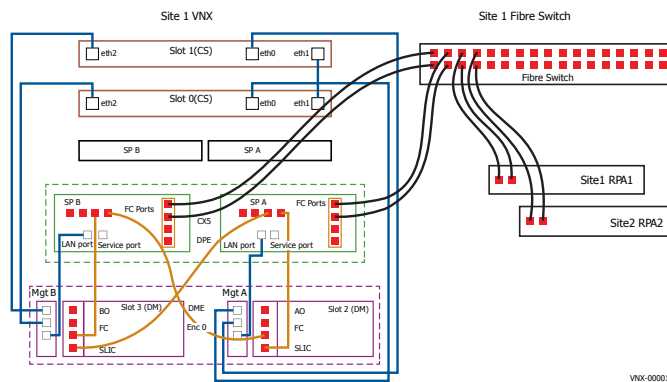 Site 1 VNX
Site 1 Fibre Switch
Slot 1(CS)
eth2
eth0
eth1
Fibre Switch
Slot 0(CS)
eth2
eth0
eth1
SP B
SP A
Site1 RPA1
SP B
FC Ports
SP A
FC Ports
CX5
Site2 RPA2
LAN port
Service port
DPE
LAN port
Service port
Mgt B
Mgt A
BO
Slot 3 (DM)
DME
AO
Slot 2 (DM)
FC
Enc 0
FC
SLIC
SLIC